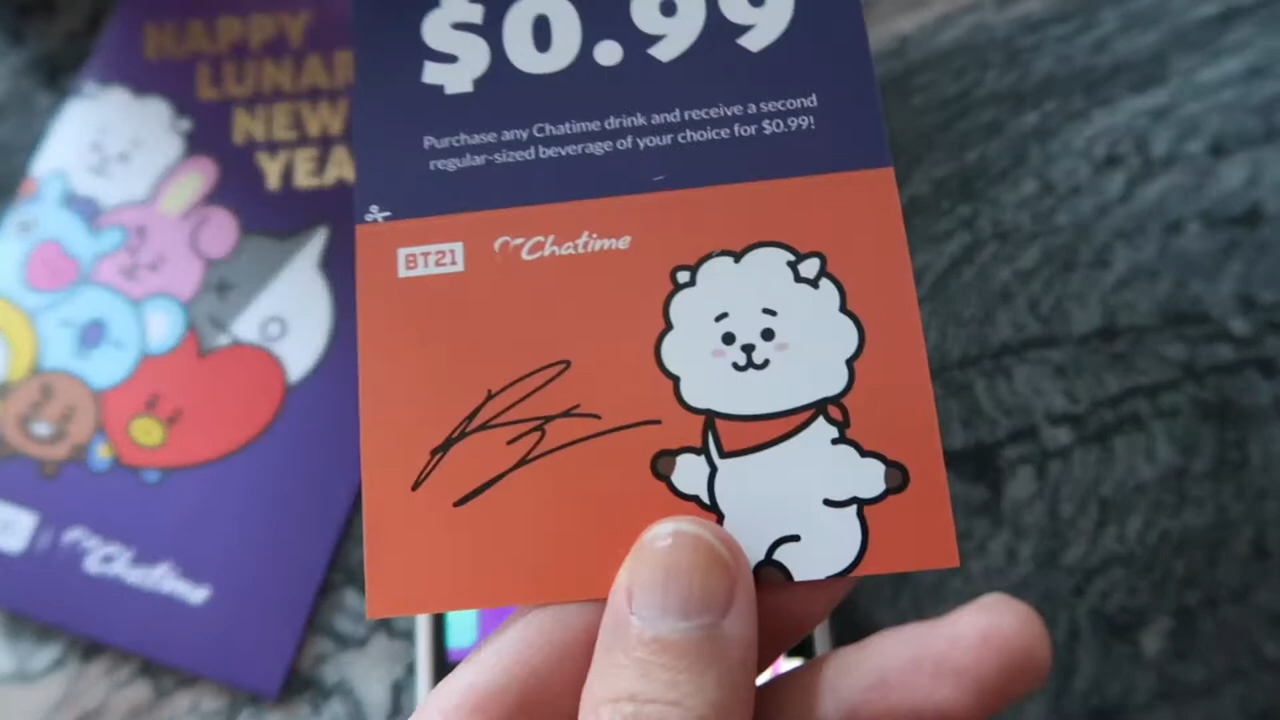 HAPPY
LUNAR
NEW
YEA
Chatime
$0.99
Purchase any Chatime drink and receive a second
regular-sized beverage of your choice for $0.99!
BT21
Chatime